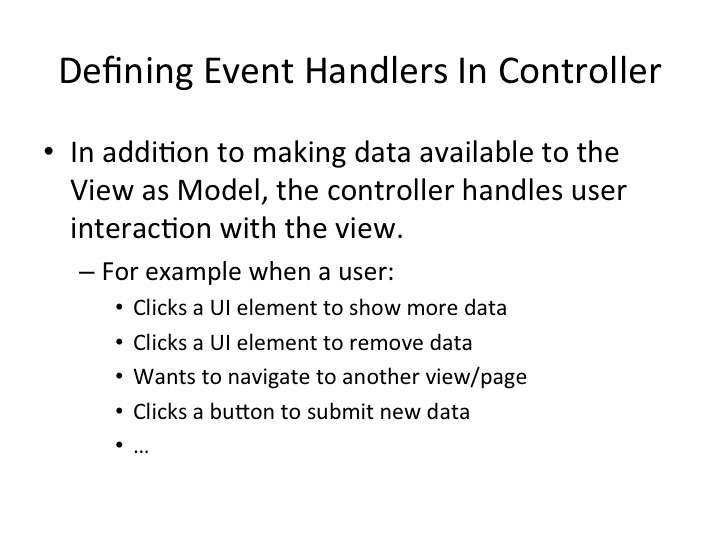 Defining Event Handlers In Controller
• In addition to making data available to the
View as Model, the controller handles user
interaction with the view.
– For example when a user:
• Clicks a UI element to show more data
• Clicks a UI element to remove data
• Wants to navigate to another view/page
• Clicks a button to submit new data
• …